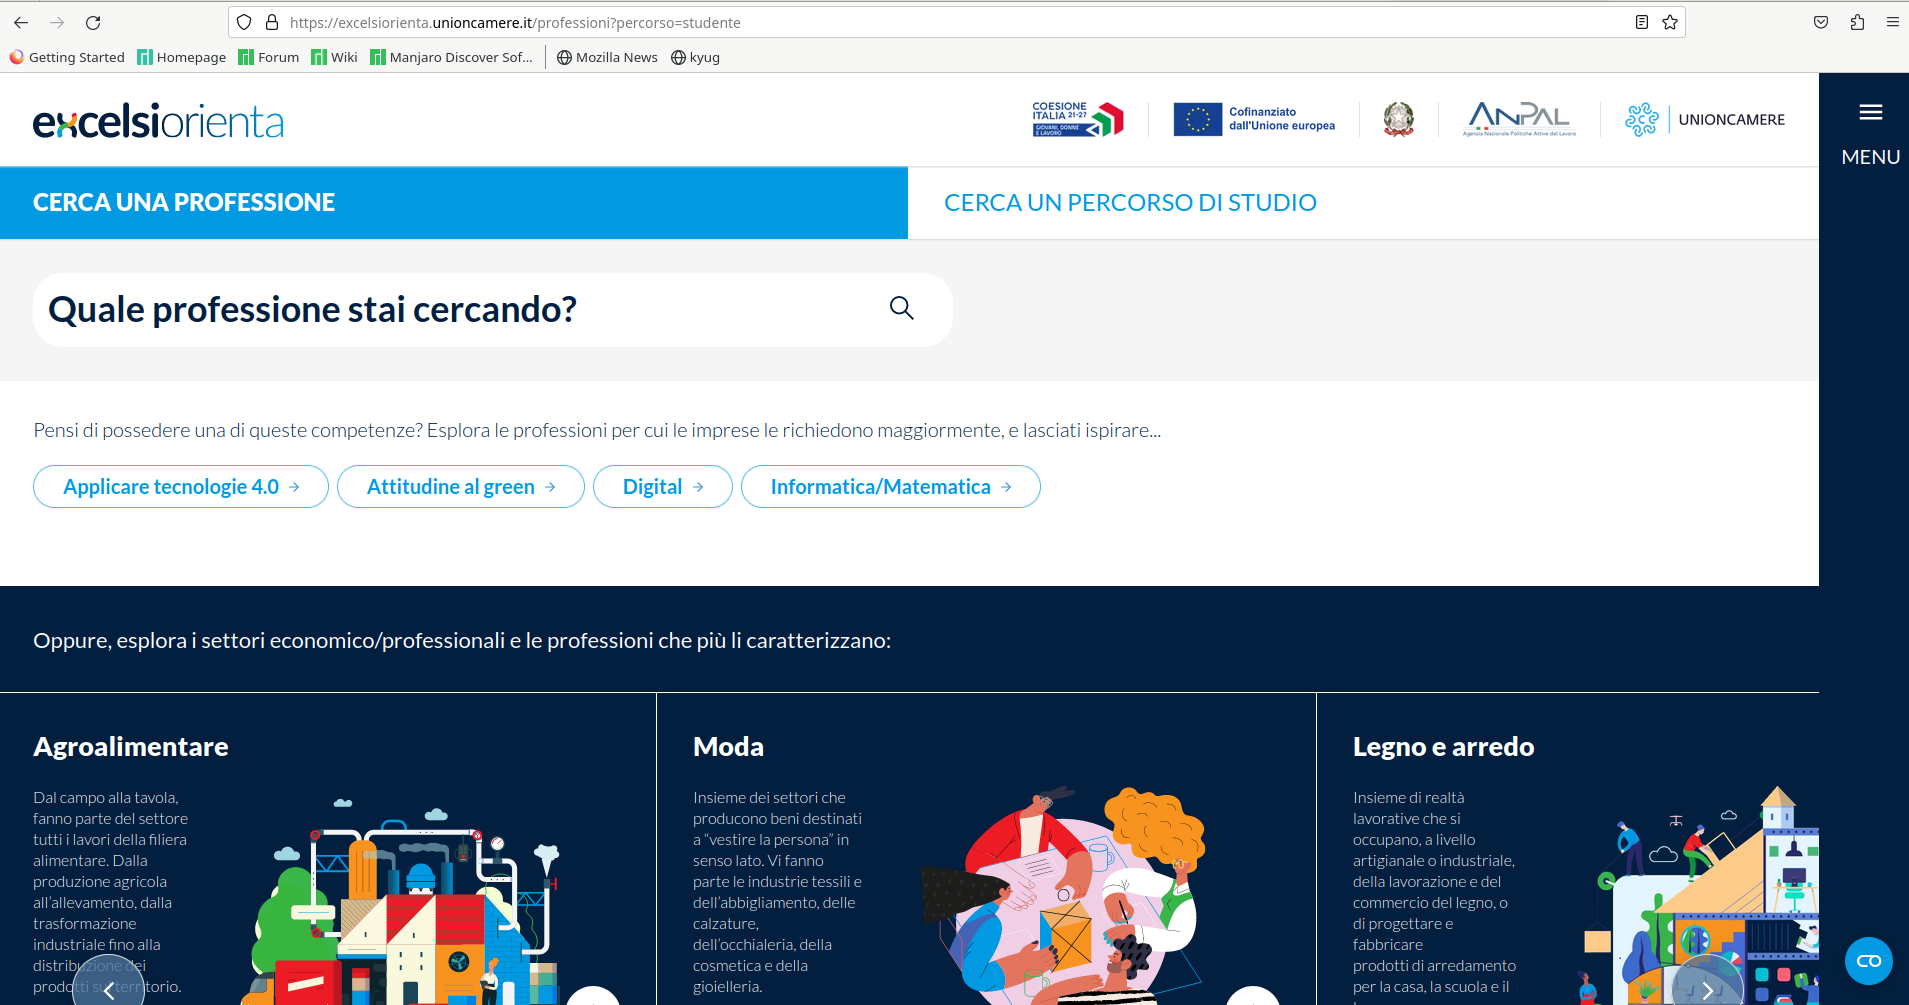 https://excelsiorienta.unioncamere.it/professioni?percorso=studente
Getting Started
Homepage
Forum
Wiki
Manjaro Discover Sof...
Mozilla News
kyug
excelsiorienta
COESIONE
ITALIA 21-27
GIOVANI, DONNE
E LAVORO
Cofinanziato
dall'Unione europea
ANPAL
Agenzia Nazionale Politiche Attive del Lavoro
UNIONCAMERE
MENU
CERCA UNA PROFESSIONE
CERCA UN PERCORSO DI STUDIO
Quale professione stai cercando?
Pensi di possedere una di queste competenze? Esplora le professioni per cui le imprese le richiedono maggiormente, e lasciati ispirare...
Applicare tecnologie 4.0 →
Attitudine al green →
Digital →
Informatica/Matematica →
Oppure, esplora i settori economico/professionali e le professioni che più li caratterizzano:
Agroalimentare
Dal campo alla tavola,
fanno parte del settore
tutti i lavori della filiera
alimentare. Dalla
produzione agricola
all’allevamento, dalla
trasformazione
industriale fino alla
distribuzione dei
prodotti sul territorio.
Moda
Insieme dei settori che
producono beni destinati
a “vestire la persona” in
senso lato. Vi fanno
parte le industrie tessili e
dell’abbigliamento, delle
calzature,
dell’occhialeria, della
cosmetica e della
gioielleria.
Legno e arredo
Insieme di realtà
lavorative che si
occupano, a livello
artigianale o industriale,
della lavorazione e del
commercio del legno, o
di progettare e
fabbricare
prodotti di arredamento
per la casa, la scuola e il